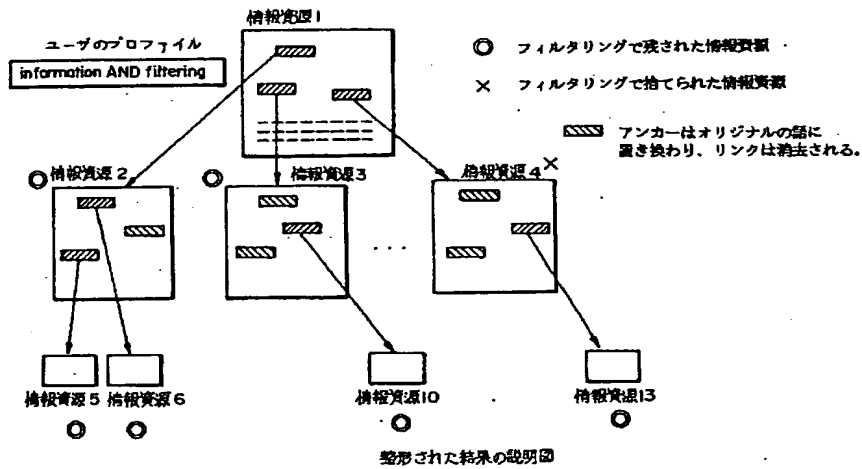 情報資源1
ユーザのプロファイル
information AND filtering
◎ フィルタリングで残された情報資源
× フィルタリングで捨てられた情報資源
アンカーはオリジナルの語に
置き換わり、リンクは消去される。
◎ 情報資源2
◎ 情報資源3
情報資源4 ×
・・・
情報資源5
情報資源6
情報資源10
情報資源13
◎ ◎ ◎ ◎
整形された結果の説明図